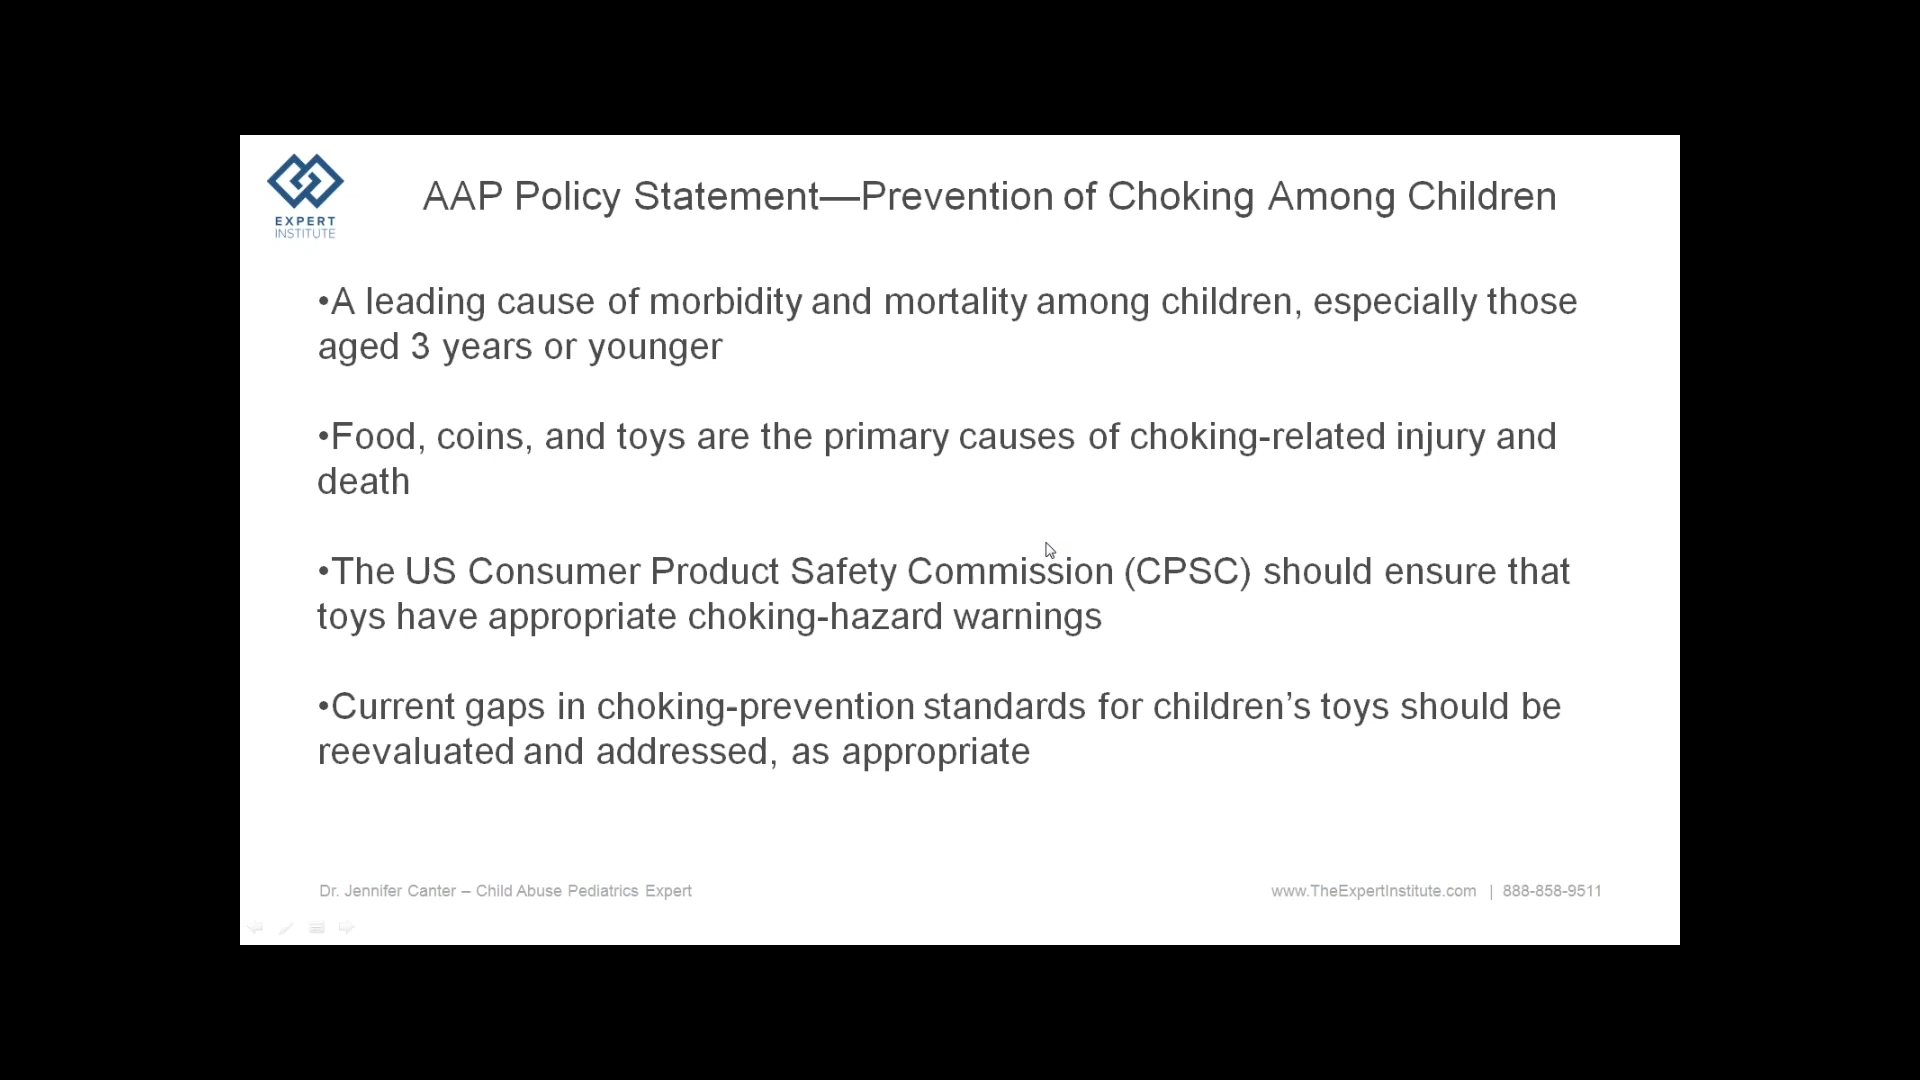 EXPERT
INSTITUTE
AAP Policy Statement—Prevention of Choking Among Children
•A leading cause of morbidity and mortality among children, especially those
aged 3 years or younger
•Food, coins, and toys are the primary causes of choking-related injury and
death
•The US Consumer Product Safety Commission (CPSC) should ensure that
toys have appropriate choking-hazard warnings
•Current gaps in choking-prevention standards for children’s toys should be
reevaluated and addressed, as appropriate
Dr. Jennifer Canter – Child Abuse Pediatrics Expert
www.TheExpertInstitute.com | 888-858-9511